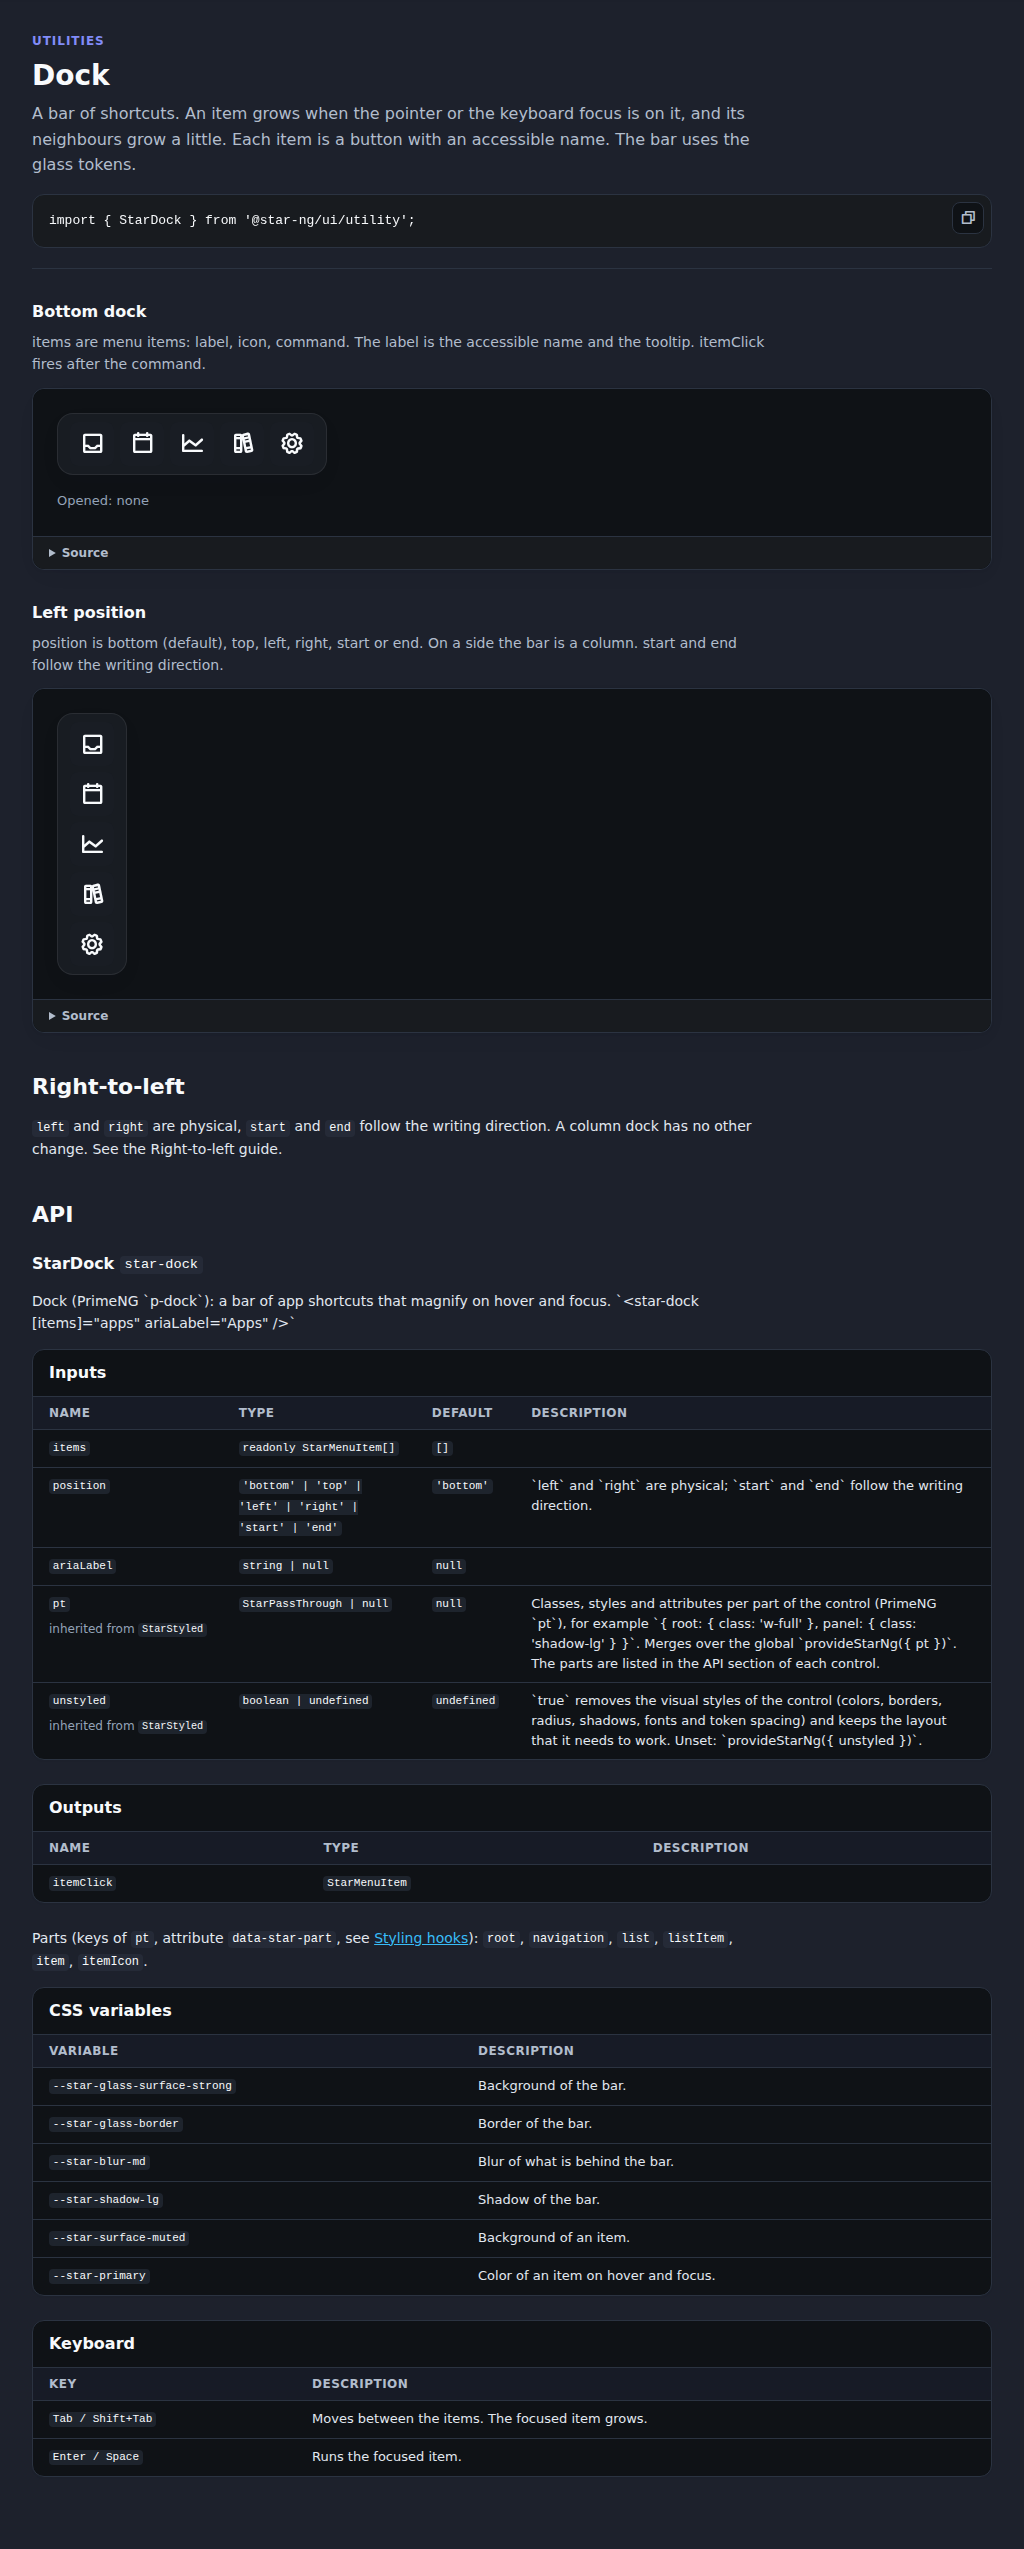 UTILITIES
Dock
A bar of shortcuts. An item grows when the pointer or the keyboard focus is on it, and its
neighbours grow a little. Each item is a button with an accessible name. The bar uses the
glass tokens.
import { StarDock } from '@star-ng/ui/utility';
Bottom dock
items are menu items: label, icon, command. The label is the accessible name and the tooltip. itemClick
fires after the command.
Opened: none
Source
Left position
position is bottom (default), top, left, right, start or end. On a side the bar is a column. start and end
follow the writing direction.
Source
Right-to-left
left and right are physical, start and end follow the writing direction. A column dock has no other
change. See the Right-to-left guide.
API
StarDock star-dock
Dock (PrimeNG `p-dock`): a bar of app shortcuts that magnify on hover and focus. `<star-dock
[items]="apps" ariaLabel="Apps" />`
Inputs
NAME TYPE DEFAULT DESCRIPTION
items readonly StarMenuItem[] []
position 'bottom' | 'top' | 'bottom' `left` and `right` are physical; `start` and `end` follow the writing
'left' | 'right' | direction.
'start' | 'end'
ariaLabel string | null null
pt StarPassThrough | null null Classes, styles and attributes per part of the control (PrimeNG
inherited from StarStyled `pt`), for example `{ root: { class: 'w-full' }, panel: { class:
'shadow-lg' } }`. Merges over the global `provideStarNg({ pt })`.
The parts are listed in the API section of each control.
unstyled boolean | undefined undefined `true` removes the visual styles of the control (colors, borders,
inherited from StarStyled radius, shadows, fonts and token spacing) and keeps the layout
that it needs to work. Unset: `provideStarNg({ unstyled })`.
Outputs
NAME TYPE DESCRIPTION
itemClick StarMenuItem
Parts (keys of pt, attribute data-star-part, see Styling hooks): root, navigation, list, listItem,
item, itemIcon.
CSS variables
VARIABLE DESCRIPTION
--star-glass-surface-strong Background of the bar.
--star-glass-border Border of the bar.
--star-blur-md Blur of what is behind the bar.
--star-shadow-lg Shadow of the bar.
--star-surface-muted Background of an item.
--star-primary Color of an item on hover and focus.
Keyboard
KEY DESCRIPTION
Tab / Shift+Tab Moves between the items. The focused item grows.
Enter / Space Runs the focused item.